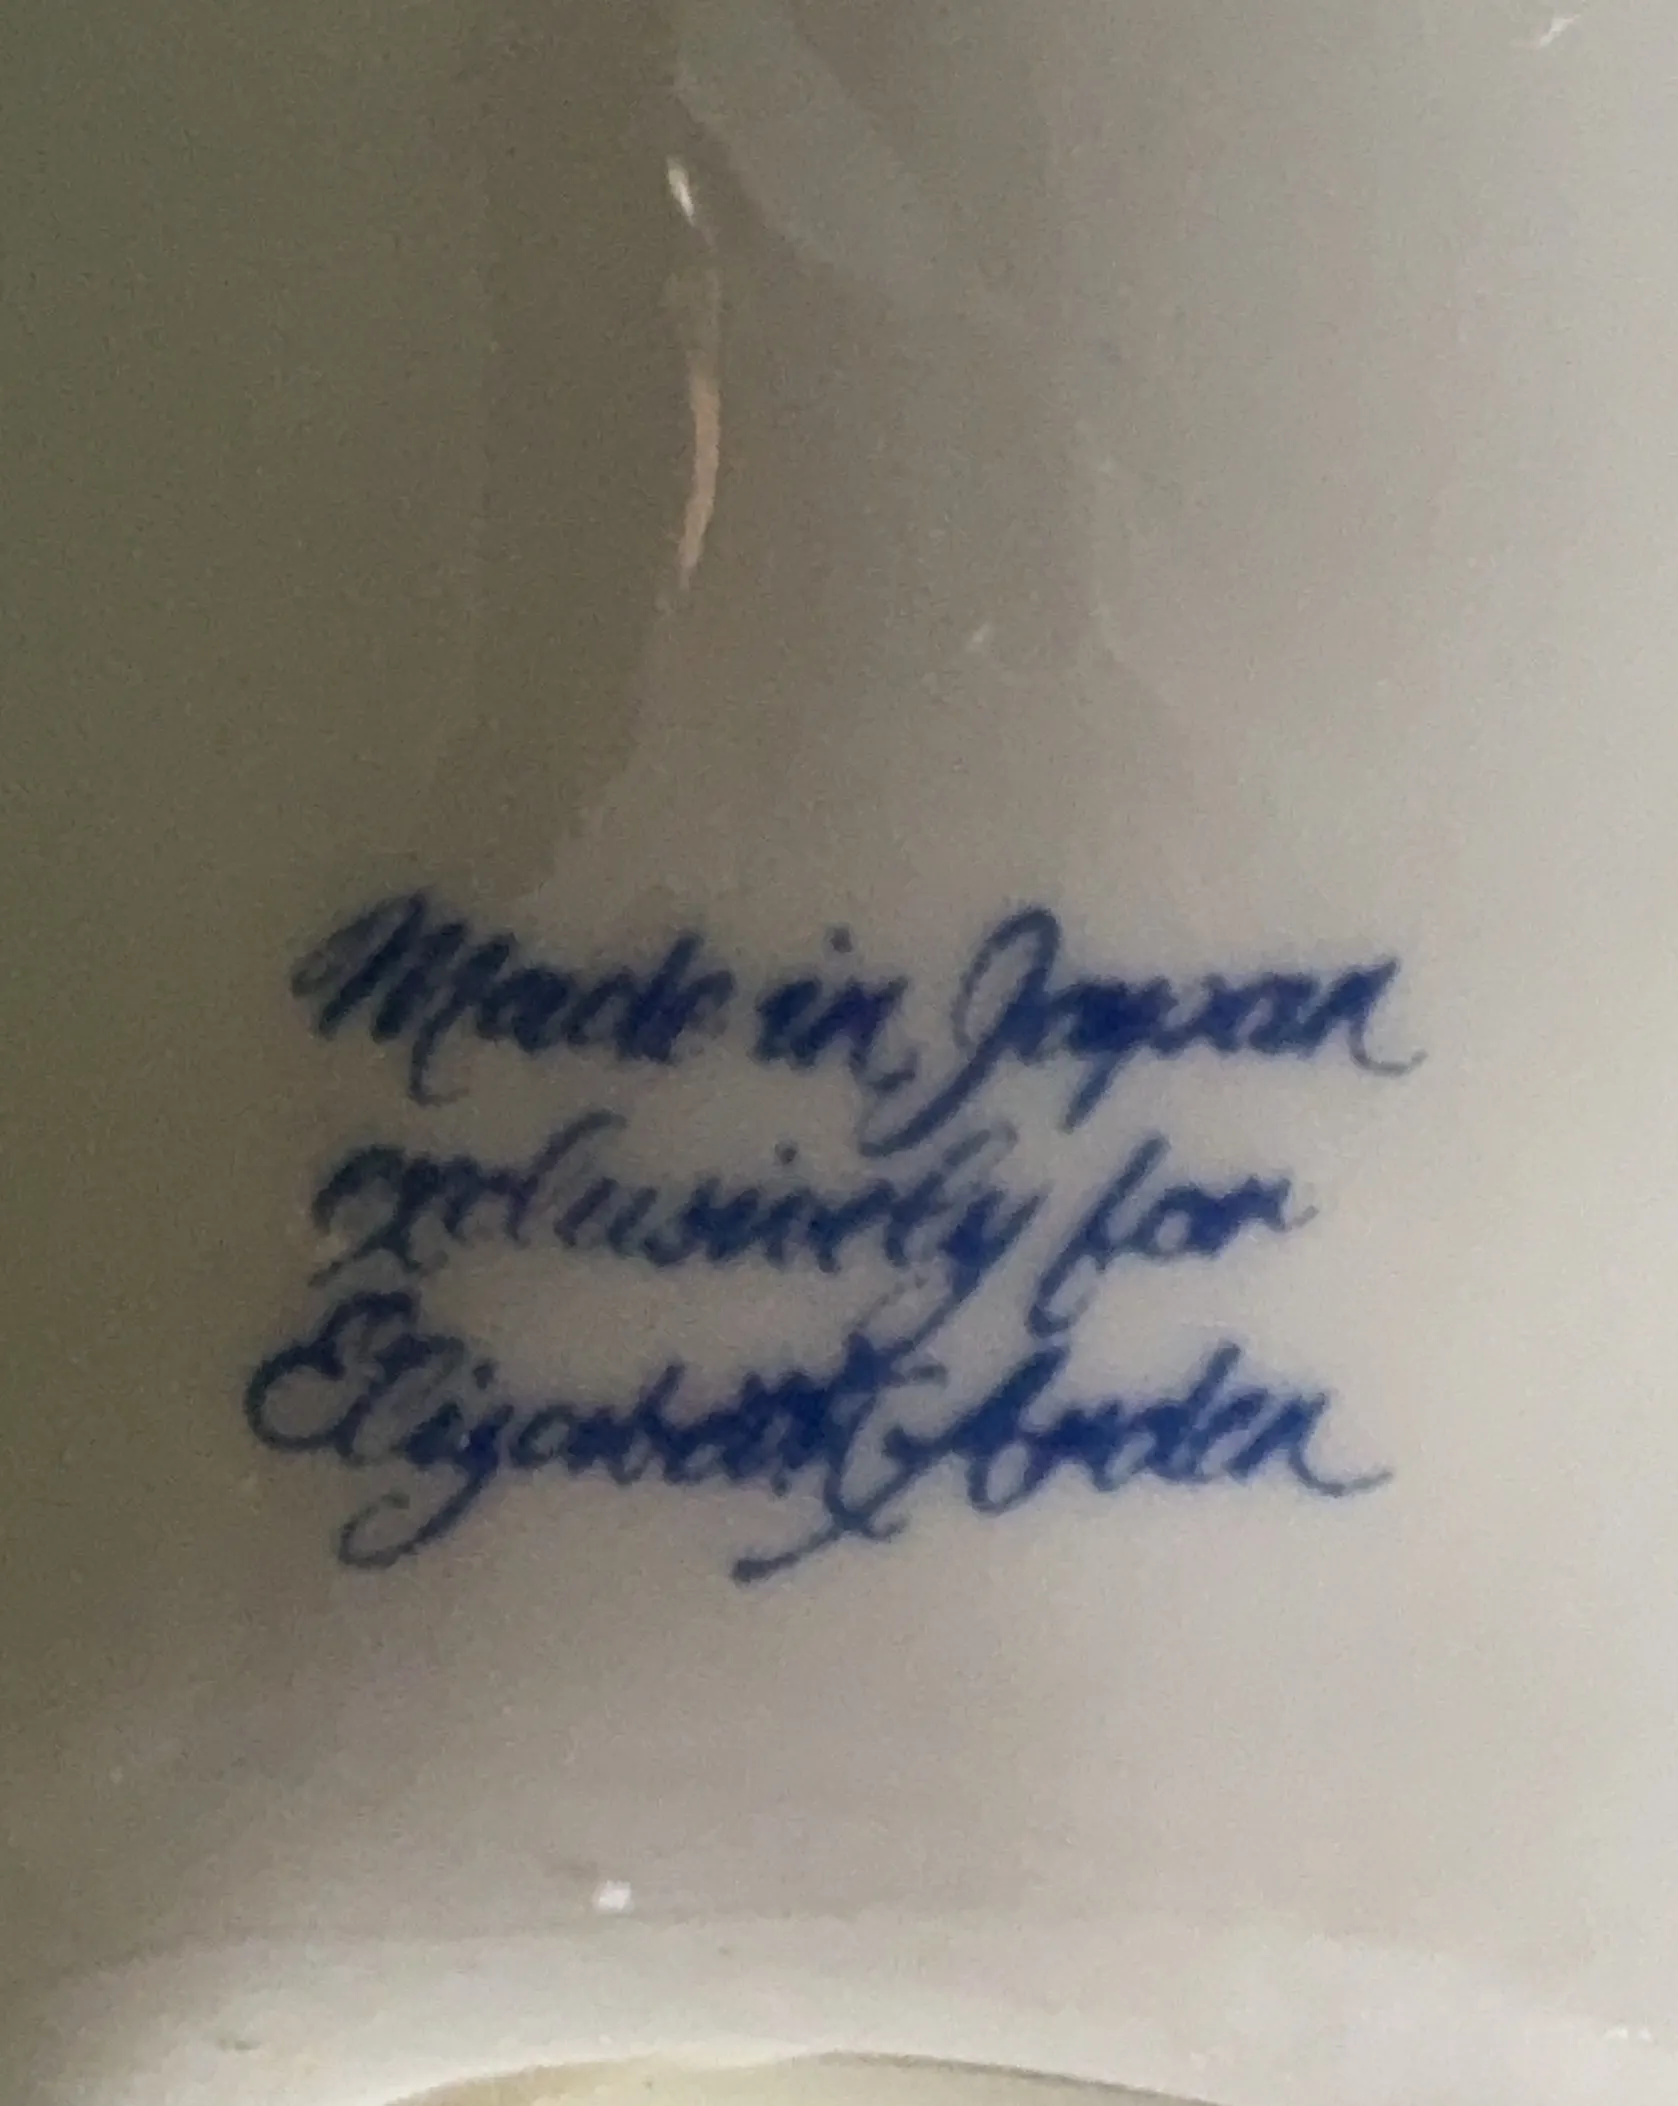 Made in Japan
exclusively for
Elizabeth Arden